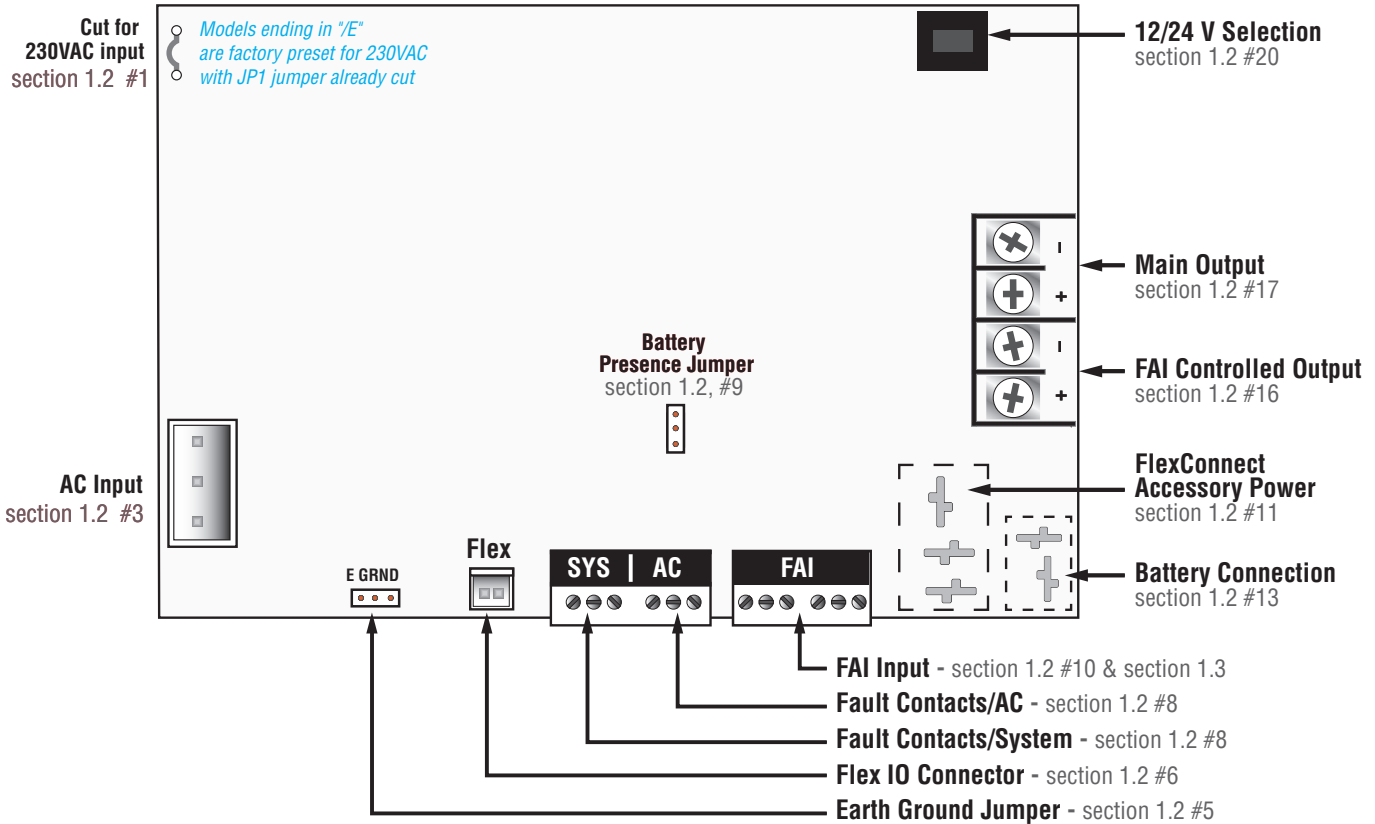 Cut for
230VAC input
section 1.2 #1
Models ending in "/E"
are factory preset for 230VAC
with JP1 jumper already cut
12/24 V Selection
section 1.2 #20
–
+
–
+
Main Output
section 1.2 #17
FAI Controlled Output
section 1.2 #16
Battery
Presence Jumper
section 1.2, #9
AC Input
section 1.2 #3
FlexConnect
Accessory Power
section 1.2 #11
Battery Connection
section 1.2 #13
E GRND
Flex
SYS | AC
FAI
FAI Input - section 1.2 #10 & section 1.3
Fault Contacts/AC - section 1.2 #8
Fault Contacts/System - section 1.2 #8
Flex IO Connector - section 1.2 #6
Earth Ground Jumper - section 1.2 #5